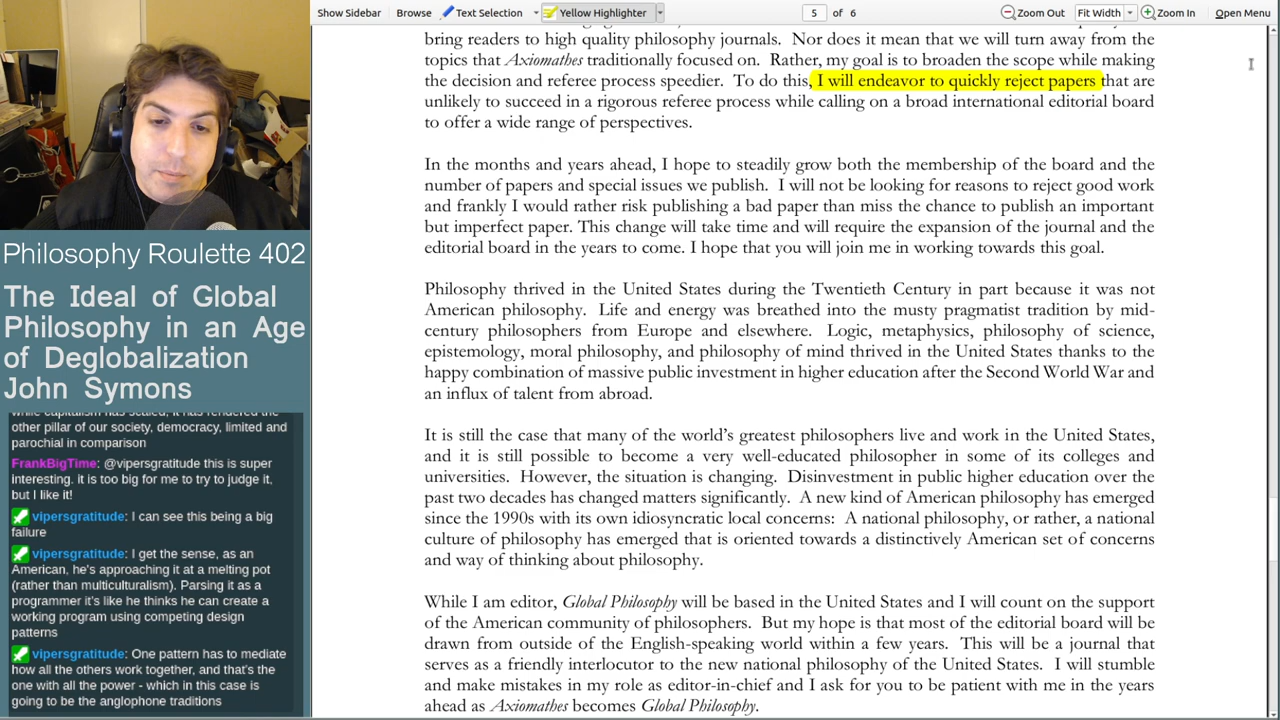 Show Sidebar Browse Text Selection Yellow Highlighter 5 of 6 Zoom Out Fit Width Zoom In Open Menu
bring readers to high quality philosophy journals. Nor does it mean that we will turn away from the
topics that Axiomathes traditionally focused on. Rather, my goal is to broaden the scope while making
the decision and referee process speedier. To do this, I will endeavor to quickly reject papers that are
unlikely to succeed in a rigorous referee process while calling on a broad international editorial board
to offer a wide range of perspectives.
In the months and years ahead, I hope to steadily grow both the membership of the board and the
number of papers and special issues we publish. I will not be looking for reasons to reject good work
and frankly I would rather risk publishing a bad paper than miss the chance to publish an important
but imperfect paper. This change will take time and will require the expansion of the journal and the
editorial board in the years to come. I hope that you will join me in working towards this goal.
Philosophy thrived in the United States during the Twentieth Century in part because it was not
American philosophy. Life and energy was breathed into the musty pragmatist tradition by mid-
century philosophers from Europe and elsewhere. Logic, metaphysics, philosophy of science,
epistemology, moral philosophy, and philosophy of mind thrived in the United States thanks to the
happy combination of massive public investment in higher education after the Second World War and
an influx of talent from abroad.
It is still the case that many of the world's greatest philosophers live and work in the United States,
and it is still possible to become a very well-educated philosopher in some of its colleges and
universities. However, the situation is changing. Disinvestment in public higher education over the
past two decades has changed matters significantly. A new kind of American philosophy has emerged
since the 1990s with its own idiosyncratic local concerns: A national philosophy, or rather, a national
culture of philosophy has emerged that is oriented towards a distinctively American set of concerns
and way of thinking about philosophy.
While I am editor, Global Philosophy will be based in the United States and I will count on the support
of the American community of philosophers. But my hope is that most of the editorial board will be
drawn from outside of the English-speaking world within a few years. This will be a journal that
serves as a friendly interlocutor to the new national philosophy of the United States. I will stumble
and make mistakes in my role as editor-in-chief and I ask for you to be patient with me in the years
ahead as Axiomathes becomes Global Philosophy.
Philosophy Roulette 402
The Ideal of Global
Philosophy in an Age
of Deglobalization
John Symons
while capitalism has scaled, it has rendered the
other pillar of our society, democracy, limited and
parochial in comparison
FrankBigTime: @vipersgratitude this is super
interesting. it is too big for me to try to judge it,
but I like it!
vipersgratitude: I can see this being a big
failure
vipersgratitude: I get the sense, as an
American, he's approaching it at a melting pot
(rather than multiculturalism). Parsing it as a
programmer it's like he thinks he can create a
working program using competing design
patterns
vipersgratitude: One pattern has to mediate
how all the others work together, and that's the
one with all the power - which in this case is
going to be the anglophone traditions